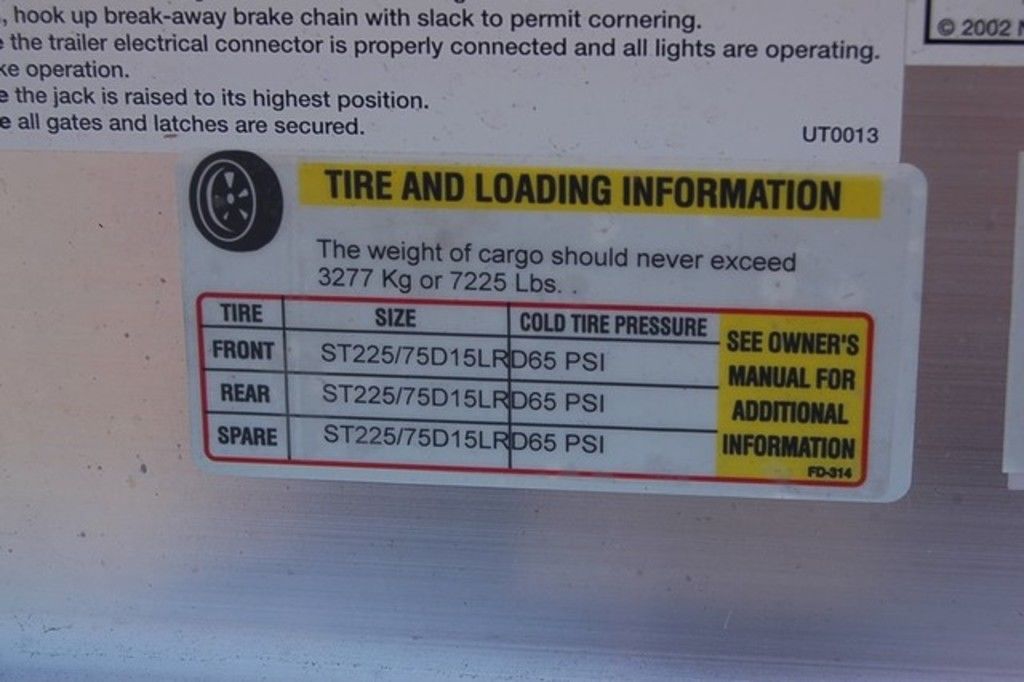 , hook up break-away brake chain with slack to permit cornering.
the trailer electrical connector is properly connected and all lights are operating.
operation.
the jack is raised to its highest position.
all gates and latches are secured.
UT0013
© 2002
TIRE AND LOADING INFORMATION
The weight of cargo should never exceed
3277 Kg or 7225 Lbs. .
TIRE SIZE COLD TIRE PRESSURE
FRONT ST225/75D15LRD65 PSI
REAR ST225/75D15LRD65 PSI
SPARE ST225/75D15LRD65 PSI
SEE OWNER'S
MANUAL FOR
ADDITIONAL
INFORMATION
FD-314